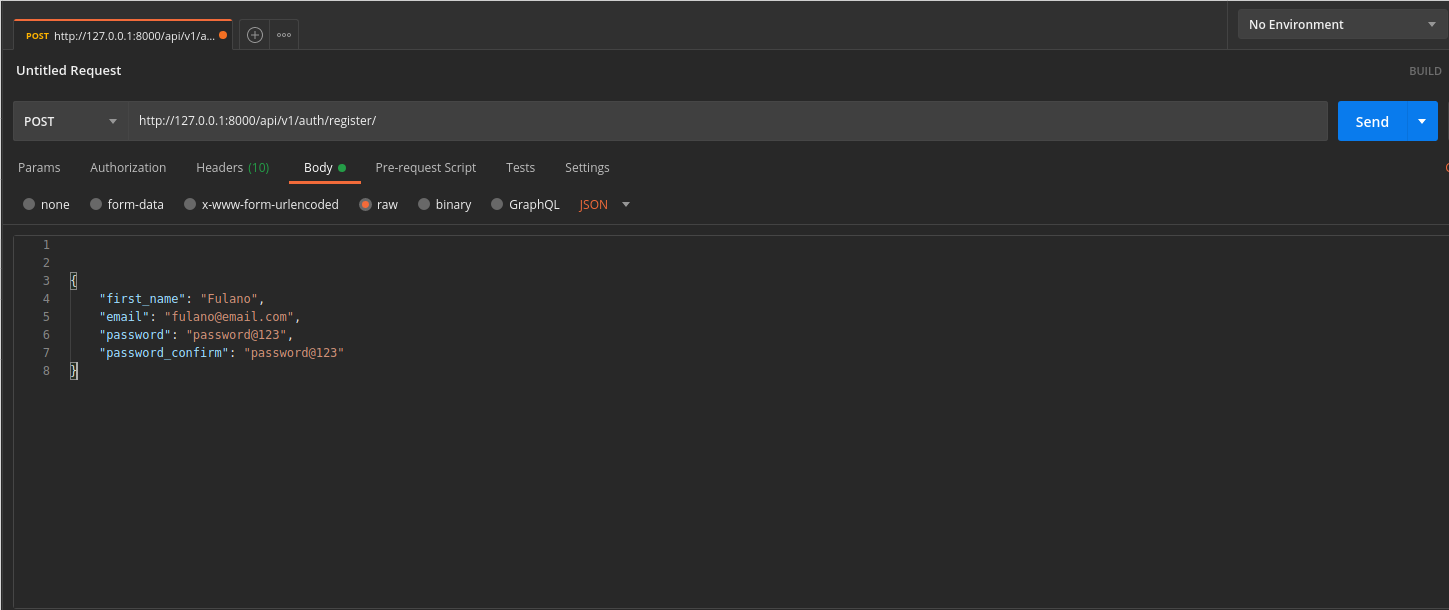 POST http://127.0.0.1:8000/api/v1/a...
No Environment
Untitled Request
BUILD
POST http://127.0.0.1:8000/api/v1/auth/register/ Send
Params Authorization Headers (10) Body Pre-request Script Tests Settings
none form-data x-www-form-urlencoded raw binary GraphQL JSON
1
2
3 {
4 "first_name": "Fulano",
5 "email": "fulano@email.com",
6 "password": "password@123",
7 "password_confirm": "password@123"
8 }